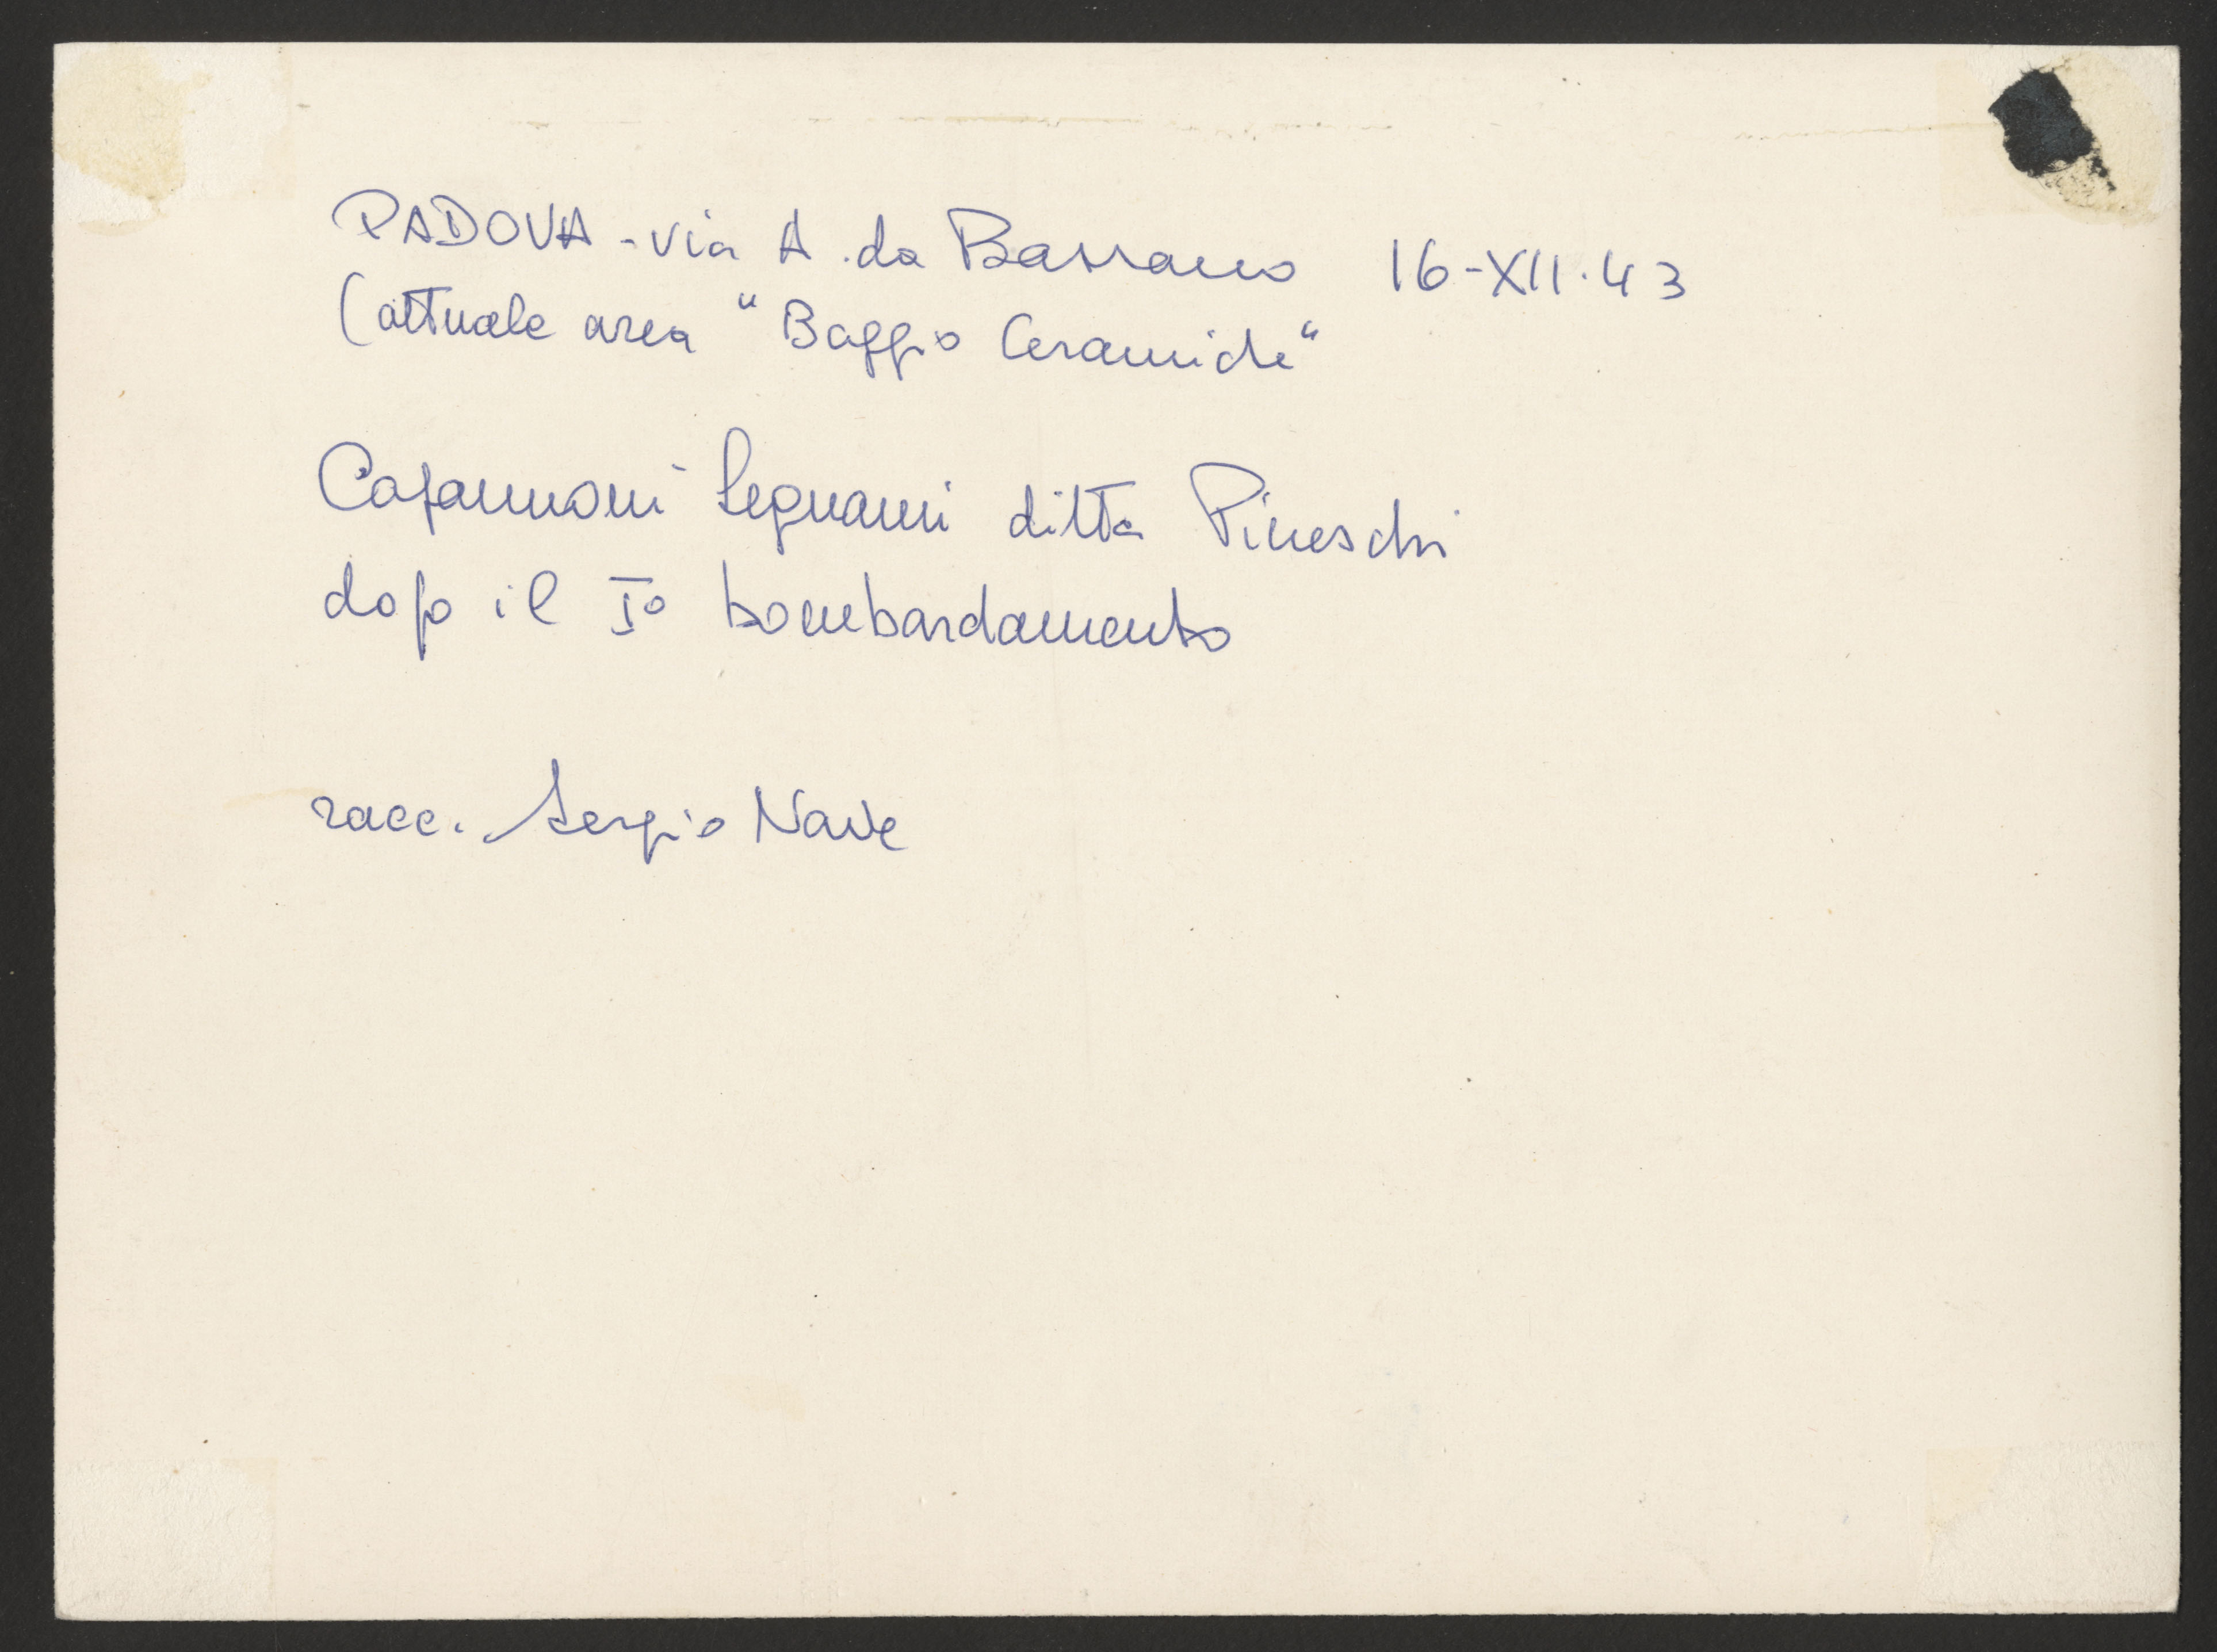 PADOVA - via A. da Bassano 16-XII.43
(attuale area "Baggio Ceramiche"
Capannoni legnami ditta Pineschi
dopo il I° bombardamento
racc. Sergio Nave